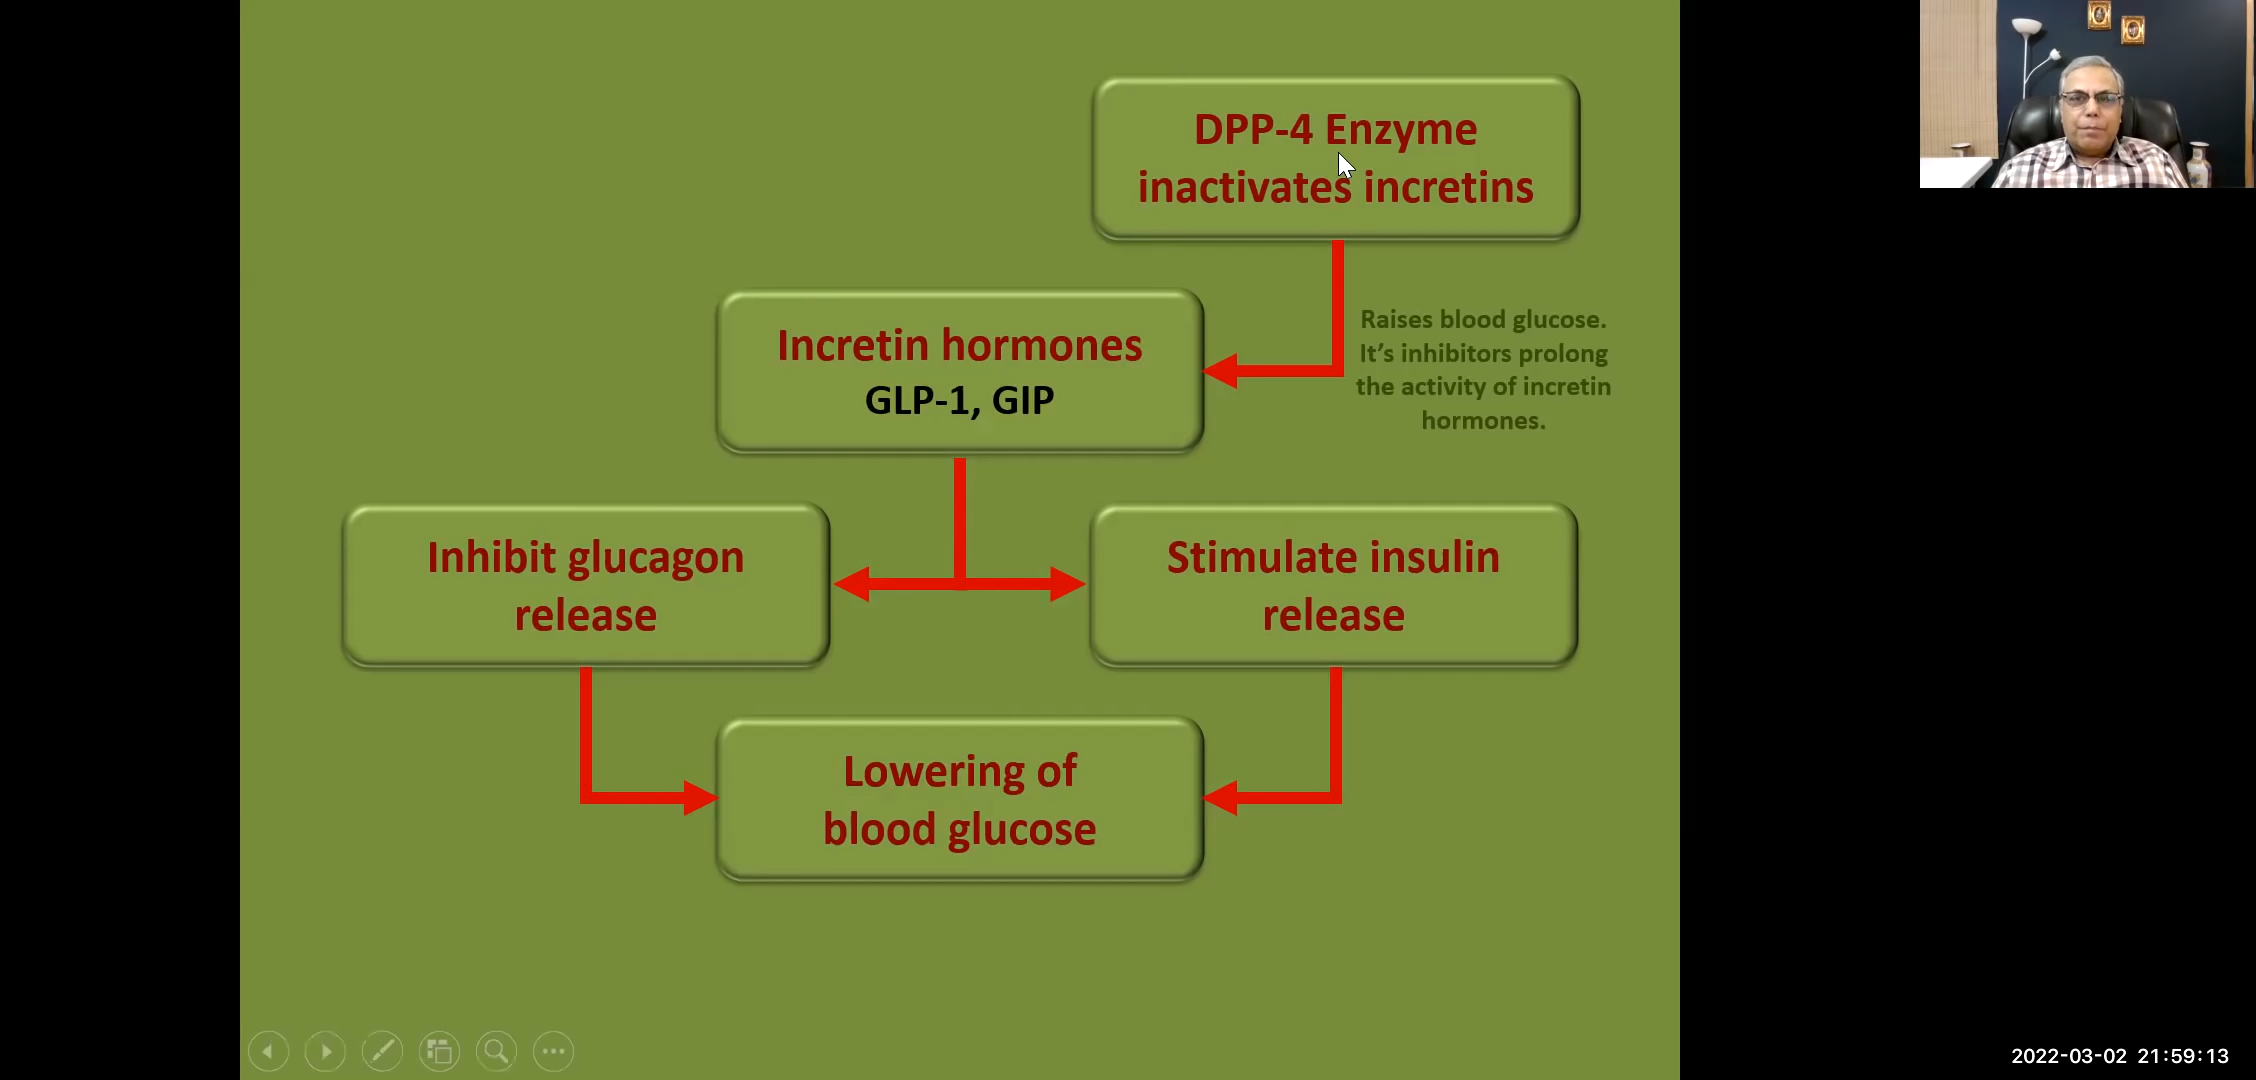 DPP-4 Enzyme
inactivates incretins
Raises blood glucose.
It's inhibitors prolong
the activity of incretin
hormones.
Incretin hormones
GLP-1, GIP
Inhibit glucagon
release
Stimulate insulin
release
Lowering of
blood glucose
2022-03-02 21:59:13